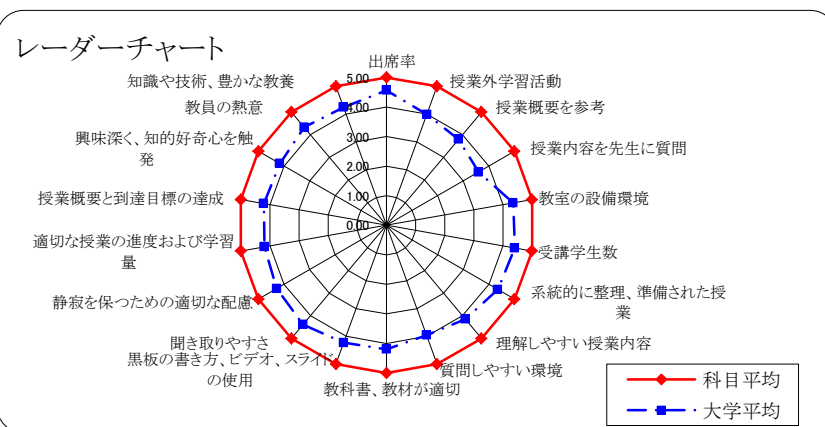 レーダーチャート
出席率
授業外学習活動
授業概要を参考
授業内容を先生に質問
教室の設備環境
受講学生数
系統的に整理、準備された授
業
理解しやすい授業内容
質問しやすい環境
教科書、教材が適切
黒板の書き方、ビデオ、スライド
の使用
聞き取りやすさ
静寂を保つための適切な配慮
適切な授業の進度および学習
量
授業概要と到達目標の達成
興味深く、知的好奇心を触
発
教員の熱意
知識や技術、豊かな教養
5.00
4.00
3.00
2.00
1.00
0.00
科目平均
大学平均